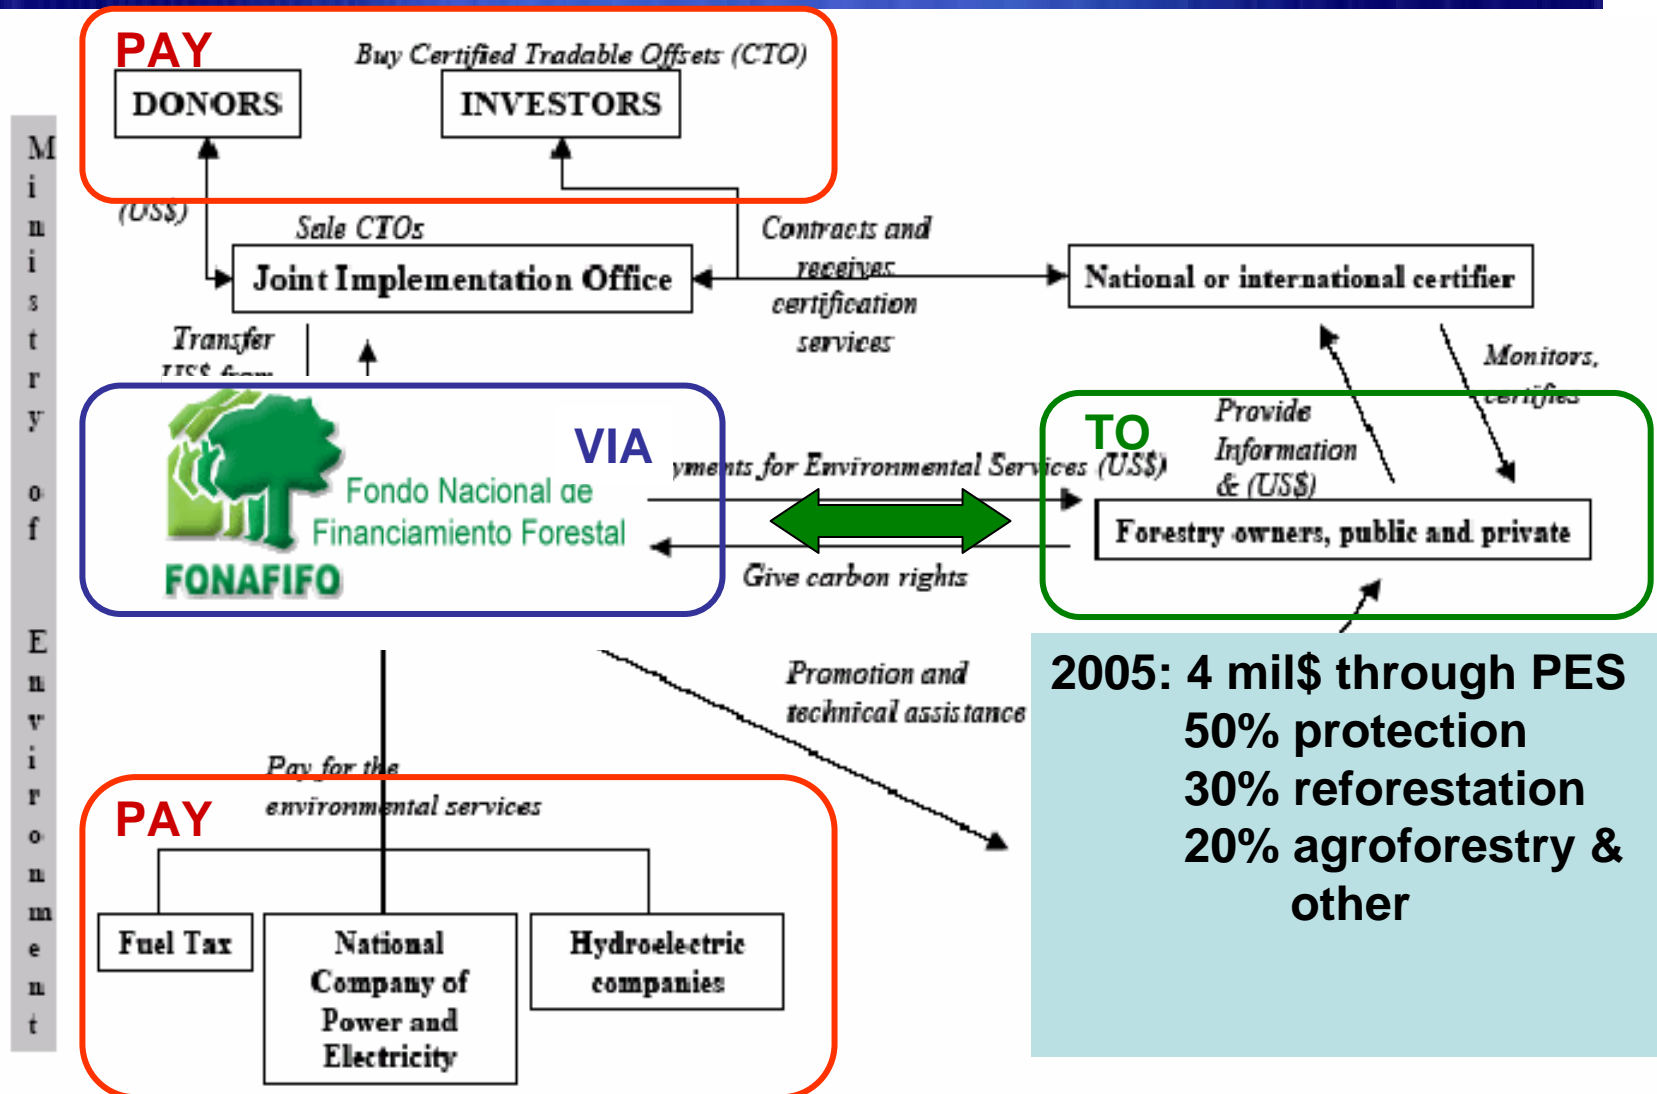 PAY
Buy Certified Tradable Offsets (CTO)
DONORS
INVESTORS
Ministry of Environment
(US$)
Sale CTOs
Contracts and
receives
certification
services
Joint Implementation Office
National or international certifier
Transfer
US$ from
Monitors,
certifies
Provide
Information
& (US$)
VIA
TO
yments for Environmental Services (US$)
Fondo Nacional de
Financiamiento Forestal
FONAFIFO
Forestry owners, public and private
Give carbon rights
Promotion and
technical assistance
2005: 4 mil$ through PES
50% protection
30% reforestation
20% agroforestry &
other
Pay for the
environmental services
PAY
Fuel Tax
National
Company of
Power and
Electricity
Hydroelectric
companies